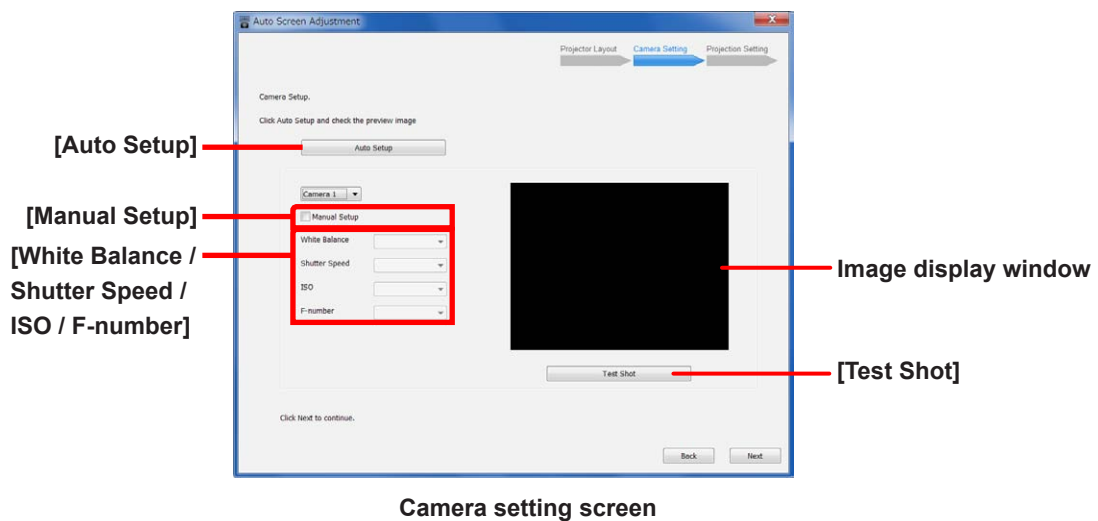 Auto Screen Adjustment
Projector Layout Camera Setting Projection Setting
Camera Setup.
Click Auto Setup and check the preview image
[Auto Setup]
Auto Setup
Camera 1
[Manual Setup]
Manual Setup
[White Balance /
Shutter Speed /
ISO / F-number]
White Balance
Shutter Speed
ISO
F-number
Image display window
Test Shot
[Test Shot]
Click Next to continue.
Back Next
Camera setting screen